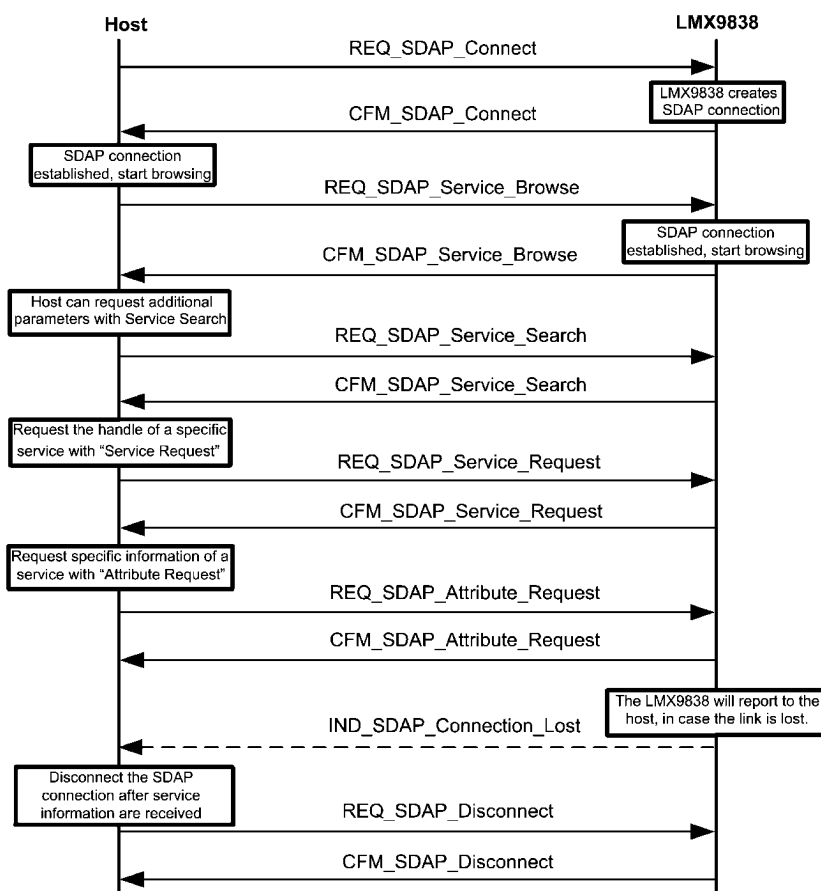 Host
LMX9838
REQ_SDAP_Connect
LMX9838 creates
SDAP connection
CFM_SDAP_Connect
SDAP connection
established, start browsing
REQ_SDAP_Service_Browse
SDAP connection
established, start browsing
CFM_SDAP_Service_Browse
Host can request additional
parameters with Service Search
REQ_SDAP_Service_Search
CFM_SDAP_Service_Search
Request the handle of a specific
service with “Service Request”
REQ_SDAP_Service_Request
CFM_SDAP_Service_Request
Request specific information of a
service with “Attribute Request”
REQ_SDAP_Attribute_Request
CFM_SDAP_Attribute_Request
The LMX9838 will report to the
host, in case the link is lost.
IND_SDAP_Connection_Lost
Disconnect the SDAP
connection after service
information are received
REQ_SDAP_Disconnect
CFM_SDAP_Disconnect